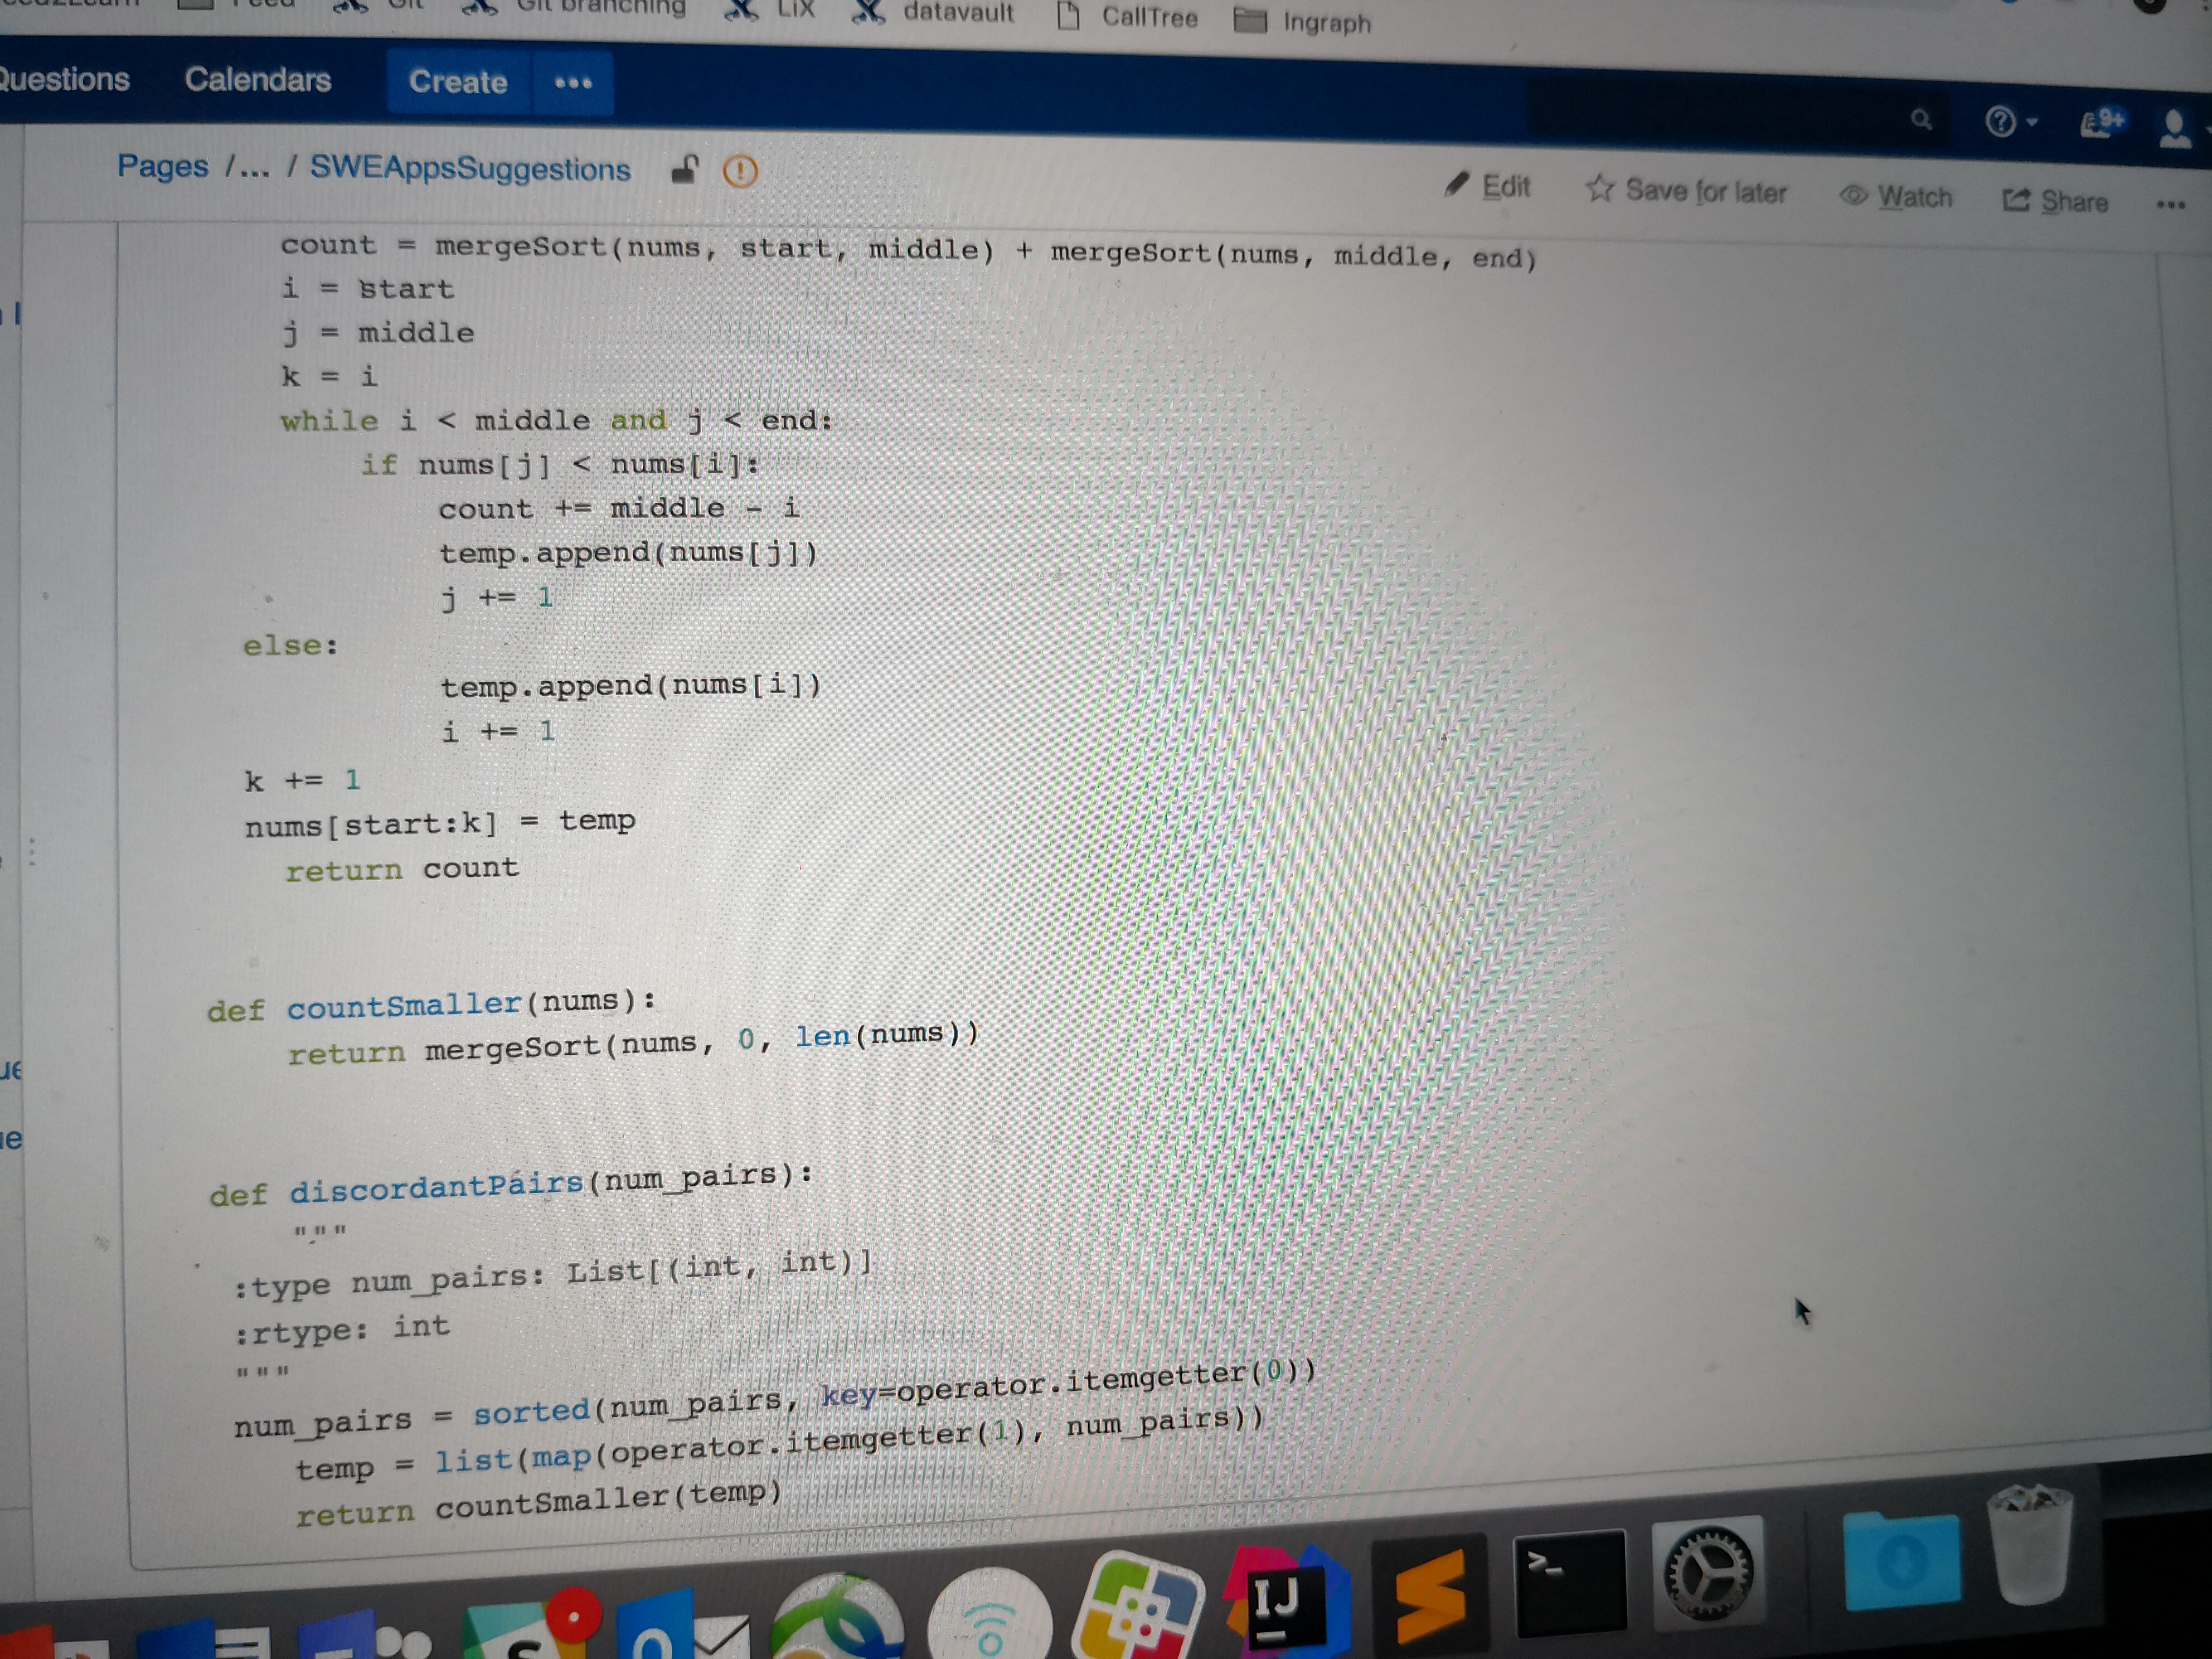 Git
Git branching
LiX
datavault
CallTree
Ingraph
Questions
Calendars
Create
•••
9+
Pages /... / SWEAppsSuggestions
Edit
Save for later
Watch
Share
•••
count = mergeSort(nums, start, middle) + mergeSort(nums, middle, end)
i = start
j = middle
k = i
while i < middle and j < end:
if nums[j] < nums[i]:
count += middle - i
temp.append(nums[j])
j += 1
else:
temp.append(nums[i])
i += 1
k += 1
nums[start:k] = temp
return count
def countSmaller(nums):
return mergeSort(nums, 0, len(nums))
def discordantPairs(num_pairs):
"""
:type num_pairs: List[(int, int)]
:rtype: int
"""
num_pairs = sorted(num_pairs, key=operator.itemgetter(0))
temp = list(map(operator.itemgetter(1), num_pairs))
return countSmaller(temp)
IJ
>_